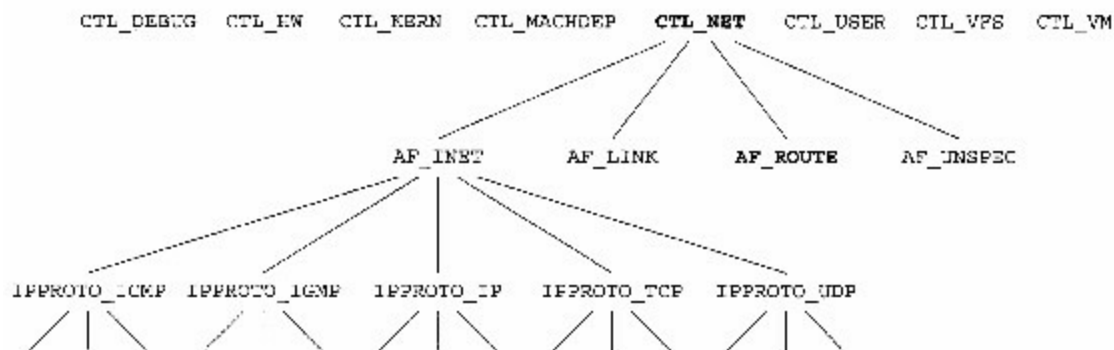 CTL_DEBUG CTL_HW CTL_KERN CTL_MACHDEP CTL_NET CTL_USER CTL_VFS CTL_VM
AF_INET AF_LINK AF_ROUTE AF_UNSPEC
IPPROTO_ICMP IPPROTO_IGMP IPPROTO_IP IPPROTO_TCP IPPROTO_UDP